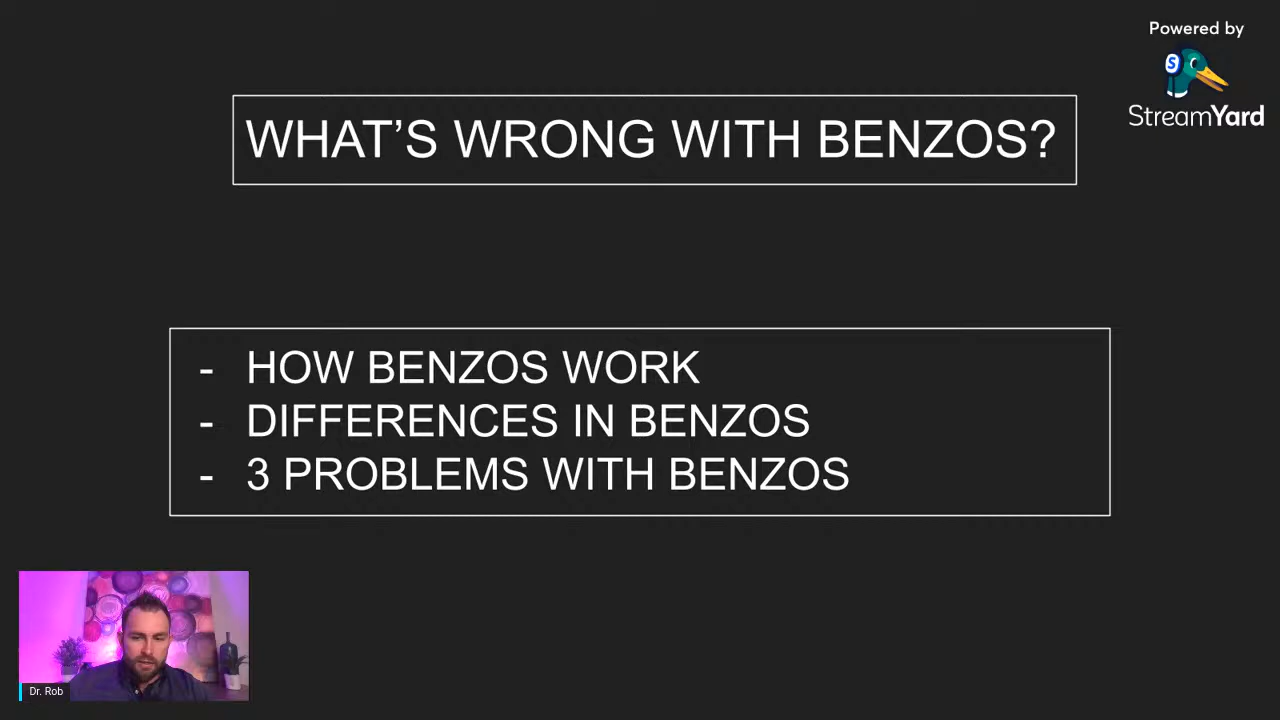 Powered by
StreamYard
WHAT’S WRONG WITH BENZOS?
- HOW BENZOS WORK
- DIFFERENCES IN BENZOS
- 3 PROBLEMS WITH BENZOS
Dr. Rob